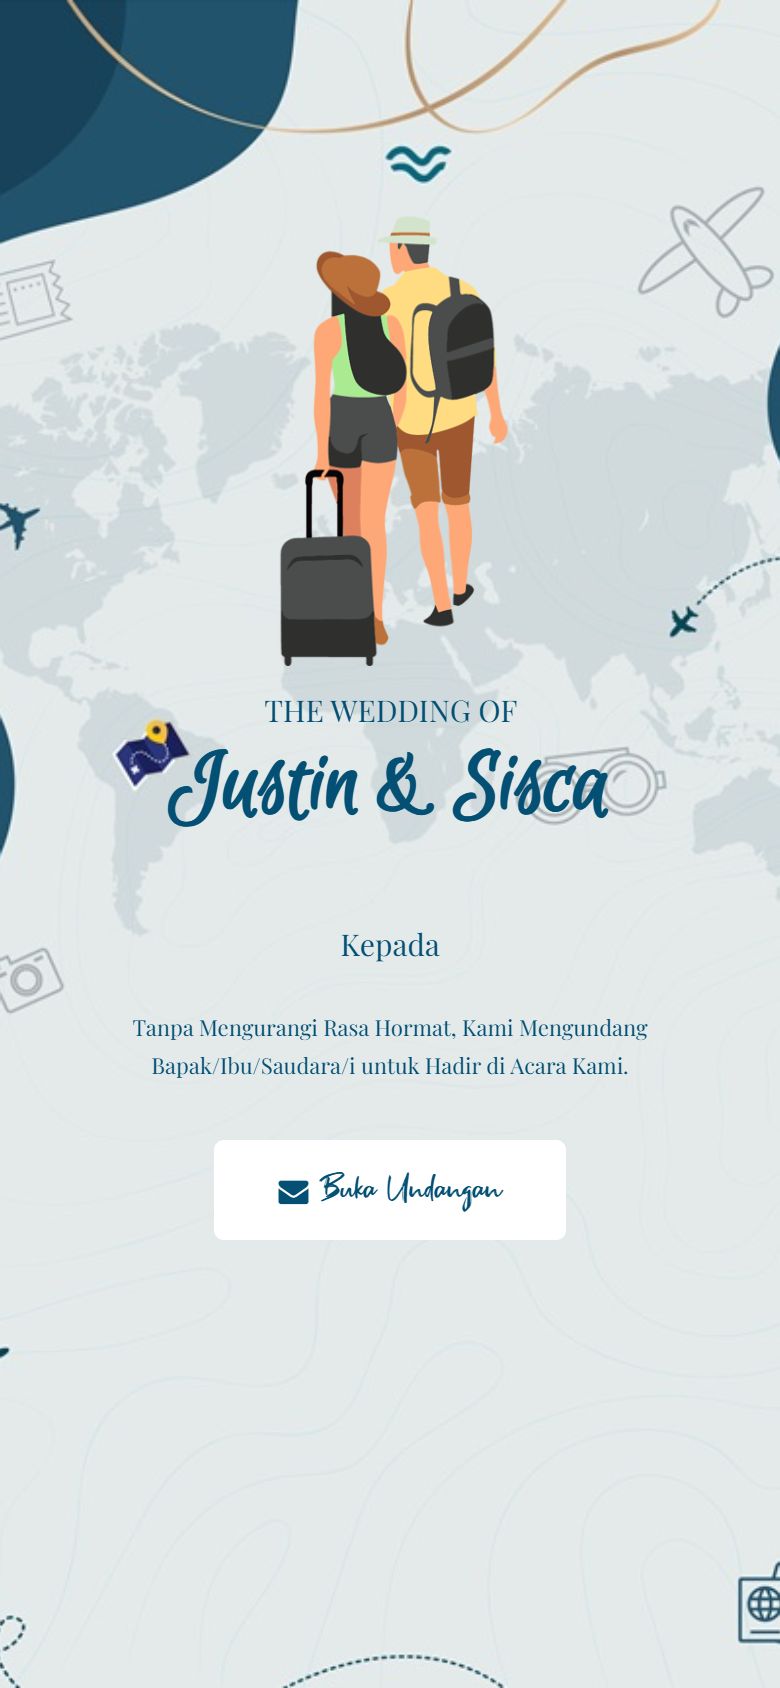 THE WEDDING OF
Justin & Sisca
Kepada
Tanpa Mengurangi Rasa Hormat, Kami Mengundang
Bapak/Ibu/Saudara/i untuk Hadir di Acara Kami.
Buka Undangan